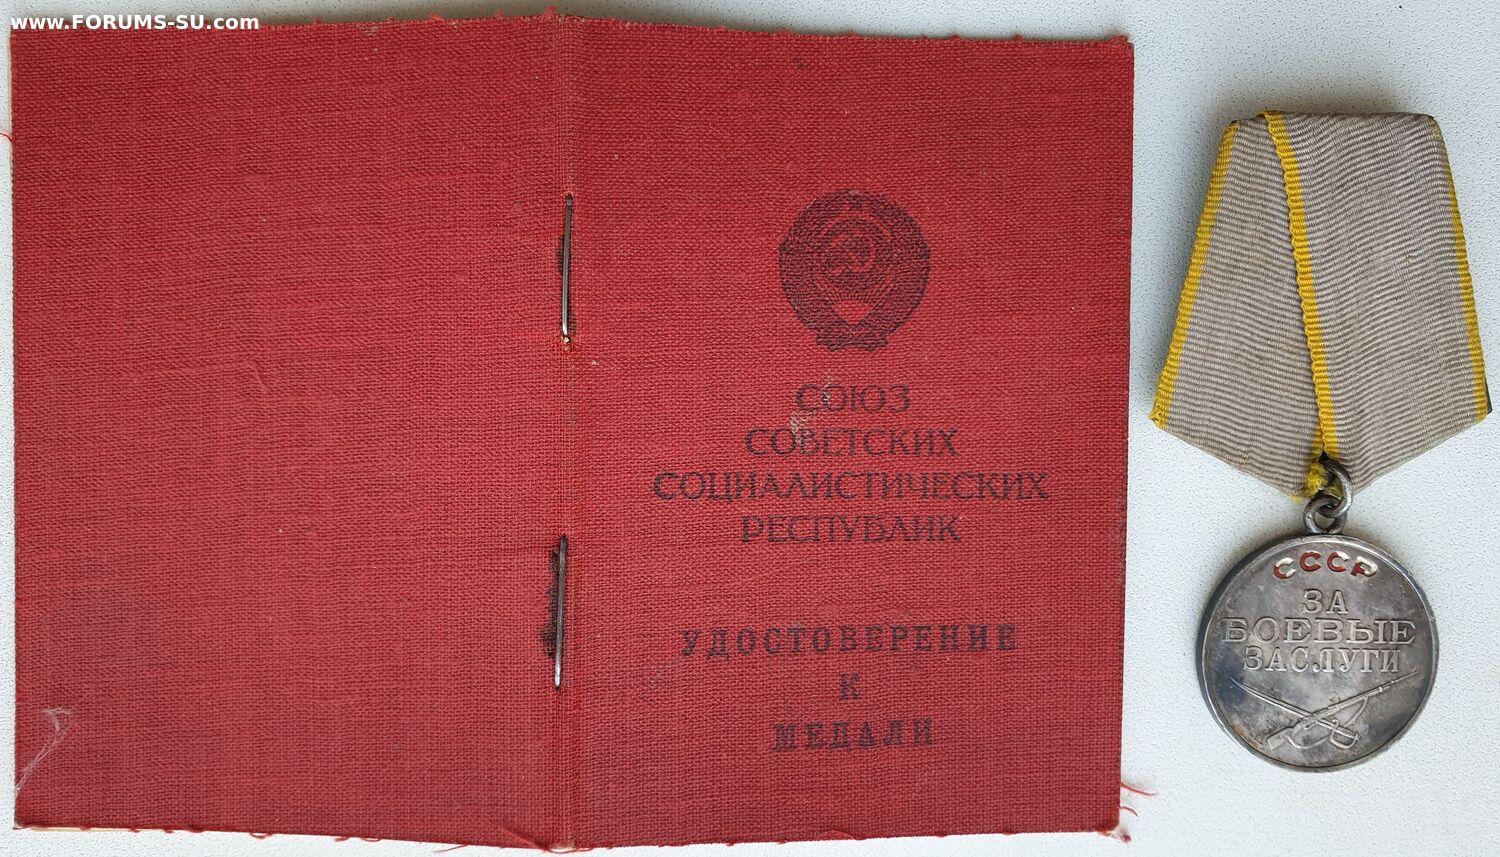 www.FORUMS-SU.com
СОЮЗ
СОВЕТСКИХ
СОЦИАЛИСТИЧЕСКИХ
РЕСПУБЛИК
УДОСТОВЕРЕНИЕ
К
МЕДАЛИ
СССР
ЗА
БОЕВЫЕ
ЗАСЛУГИ